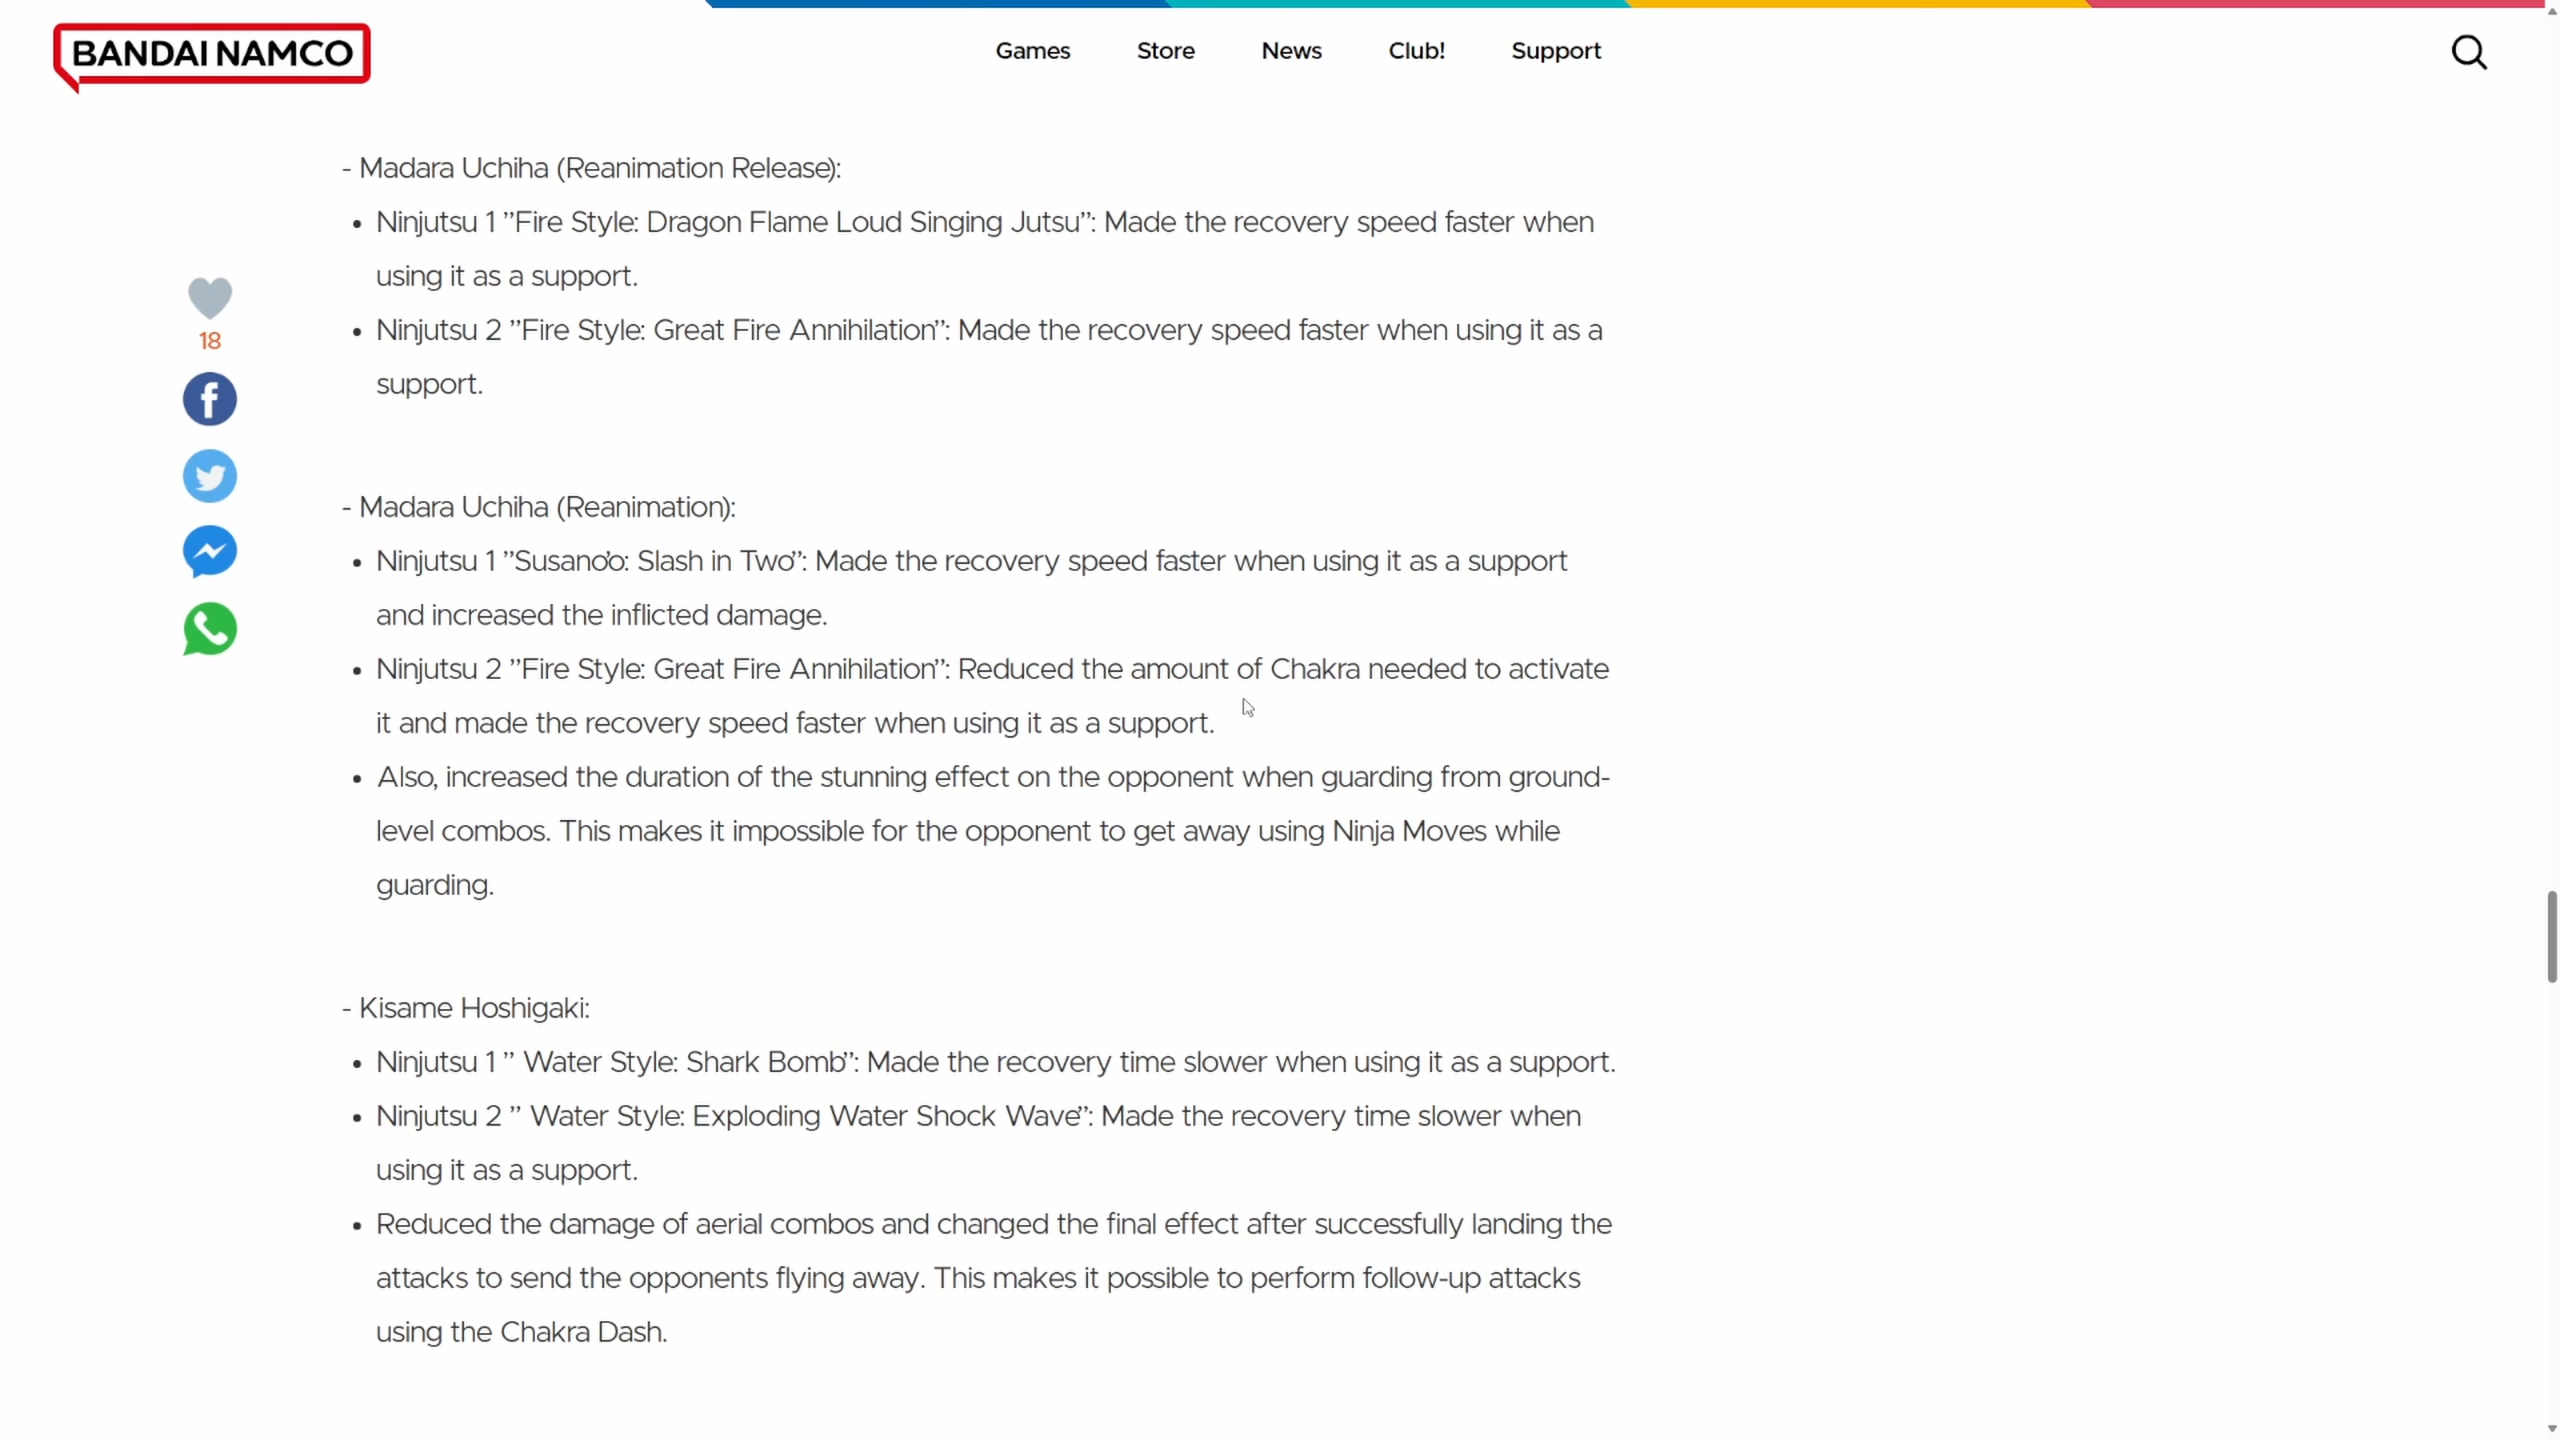 BANDAI NAMCO
Games Store News Club! Support
- Madara Uchiha (Reanimation Release):
• Ninjutsu 1 ”Fire Style: Dragon Flame Loud Singing Jutsu”: Made the recovery speed faster when
using it as a support.
• Ninjutsu 2 ”Fire Style: Great Fire Annihilation”: Made the recovery speed faster when using it as a
support.
18
- Madara Uchiha (Reanimation):
• Ninjutsu 1 ”Susano’o: Slash in Two”: Made the recovery speed faster when using it as a support
and increased the inflicted damage.
• Ninjutsu 2 ”Fire Style: Great Fire Annihilation”: Reduced the amount of Chakra needed to activate
it and made the recovery speed faster when using it as a support.
• Also, increased the duration of the stunning effect on the opponent when guarding from ground-
level combos. This makes it impossible for the opponent to get away using Ninja Moves while
guarding.
- Kisame Hoshigaki:
• Ninjutsu 1 ” Water Style: Shark Bomb”: Made the recovery time slower when using it as a support.
• Ninjutsu 2 ” Water Style: Exploding Water Shock Wave”: Made the recovery time slower when
using it as a support.
• Reduced the damage of aerial combos and changed the final effect after successfully landing the
attacks to send the opponents flying away. This makes it possible to perform follow-up attacks
using the Chakra Dash.